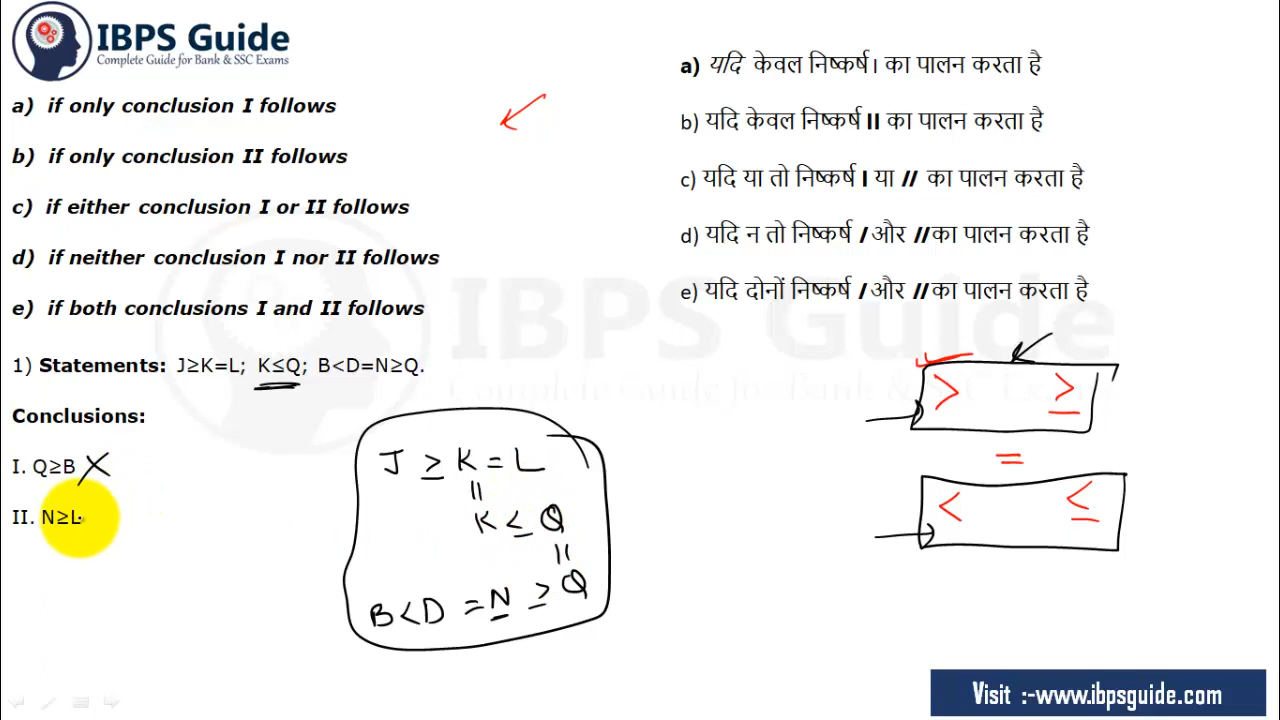 IBPS Guide
Complete Guide for Bank & SSC Exams
a) if only conclusion I follows
b) if only conclusion II follows
c) if either conclusion I or II follows
d) if neither conclusion I nor II follows
e) if both conclusions I and II follows
a) यदि केवल निष्कर्ष। का पालन करता है
b) यदि केवल निष्कर्ष II का पालन करता है
c) यदि या तो निष्कर्ष I या II का पालन करता है
d) यदि न तो निष्कर्ष I और II का पालन करता है
e) यदि दोनों निष्कर्ष I और II का पालन करता है
1) Statements: J≥K=L; K≤Q; B<D=N≥Q.
Conclusions:
I. Q≥B
II. N≥L
J ≥ K = L
=
K ≤ Q
=
B < D = N ≥ Q
> ≥
=
< ≤
IBPS Guide
Visit :-www.ibpsguide.com